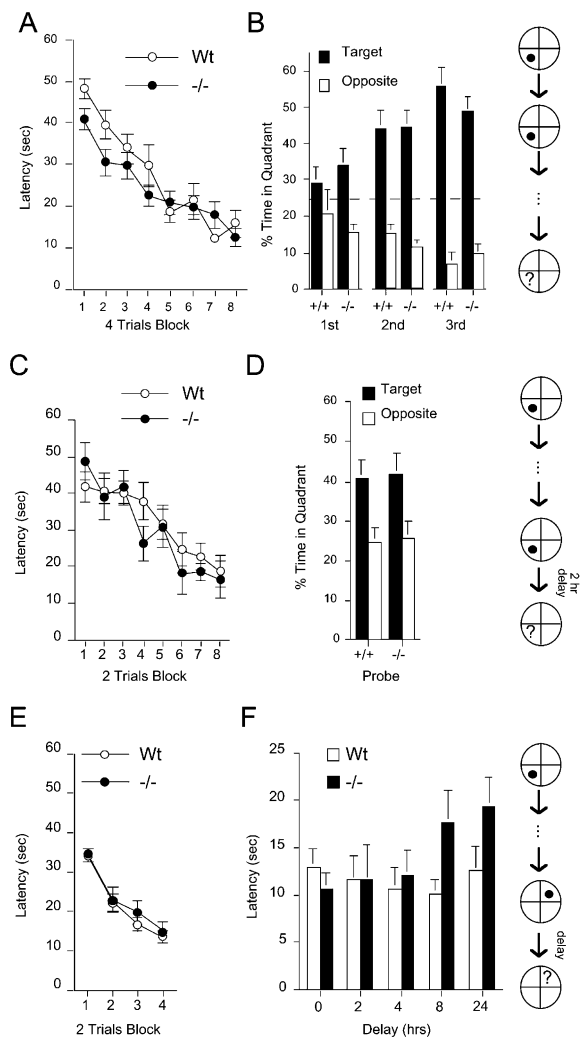 A
Wt
-/-
Latency (sec)
60
50
40
30
20
10
0
1 2 3 4 5 6 7 8
4 Trials Block
B
Target
Opposite
% Time in Quadrant
60
50
40
30
20
10
0
+/+ -/- +/+ -/- +/+ -/-
1st 2nd 3rd
?
C
Wt
-/-
Latency (sec)
60
50
40
30
20
10
0
1 2 3 4 5 6 7 8
2 Trials Block
D
Target
Opposite
% Time in Quadrant
60
50
40
30
20
10
0
+/+ -/-
Probe
2 hr
delay
?
E
Wt
-/-
Latency (sec)
60
50
40
30
20
10
0
1 2 3 4
2 Trials Block
F
Wt
-/-
Latency (sec)
25
20
15
10
5
0
0 2 4 8 24
Delay (hrs)
delay
?